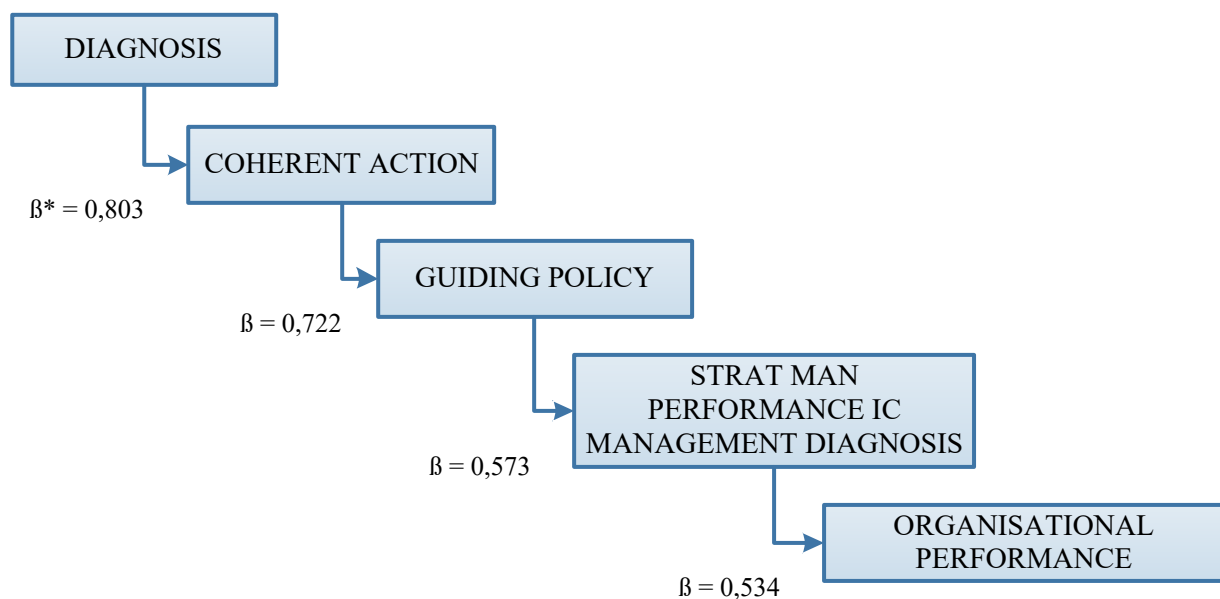 DIAGNOSIS
COHERENT ACTION
ß* = 0,803
GUIDING POLICY
ß = 0,722
STRAT MAN
PERFORMANCE IC
MANAGEMENT DIAGNOSIS
ß = 0,573
ORGANISATIONAL
PERFORMANCE
ß = 0,534